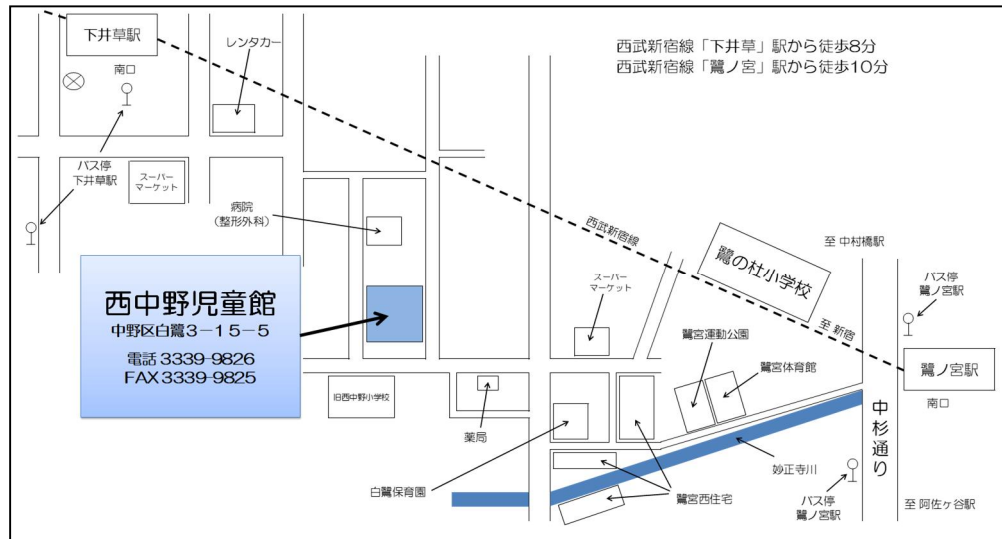 下井草駅
南口
レンタカー
西武新宿線「下井草」駅から徒歩8分
西武新宿線「鷺ノ宮」駅から徒歩10分
バス停
下井草駅
スーパー
マーケット
病院
(整形外科)
西武新宿線
鷺の杜小学校
至 中村橋駅
バス停
鷺ノ宮駅
スーパー
マーケット
至 新宿
西中野児童館
中野区白鷺3-15-5
電話 3339-9826
FAX 3339-9825
鷺宮運動公園
鷺宮体育館
鷺ノ宮駅
南口
旧西中野小学校
薬局
中杉通り
白鷺保育園
鷺宮西住宅
妙正寺川
バス停
鷺ノ宮駅
至 阿佐ヶ谷駅